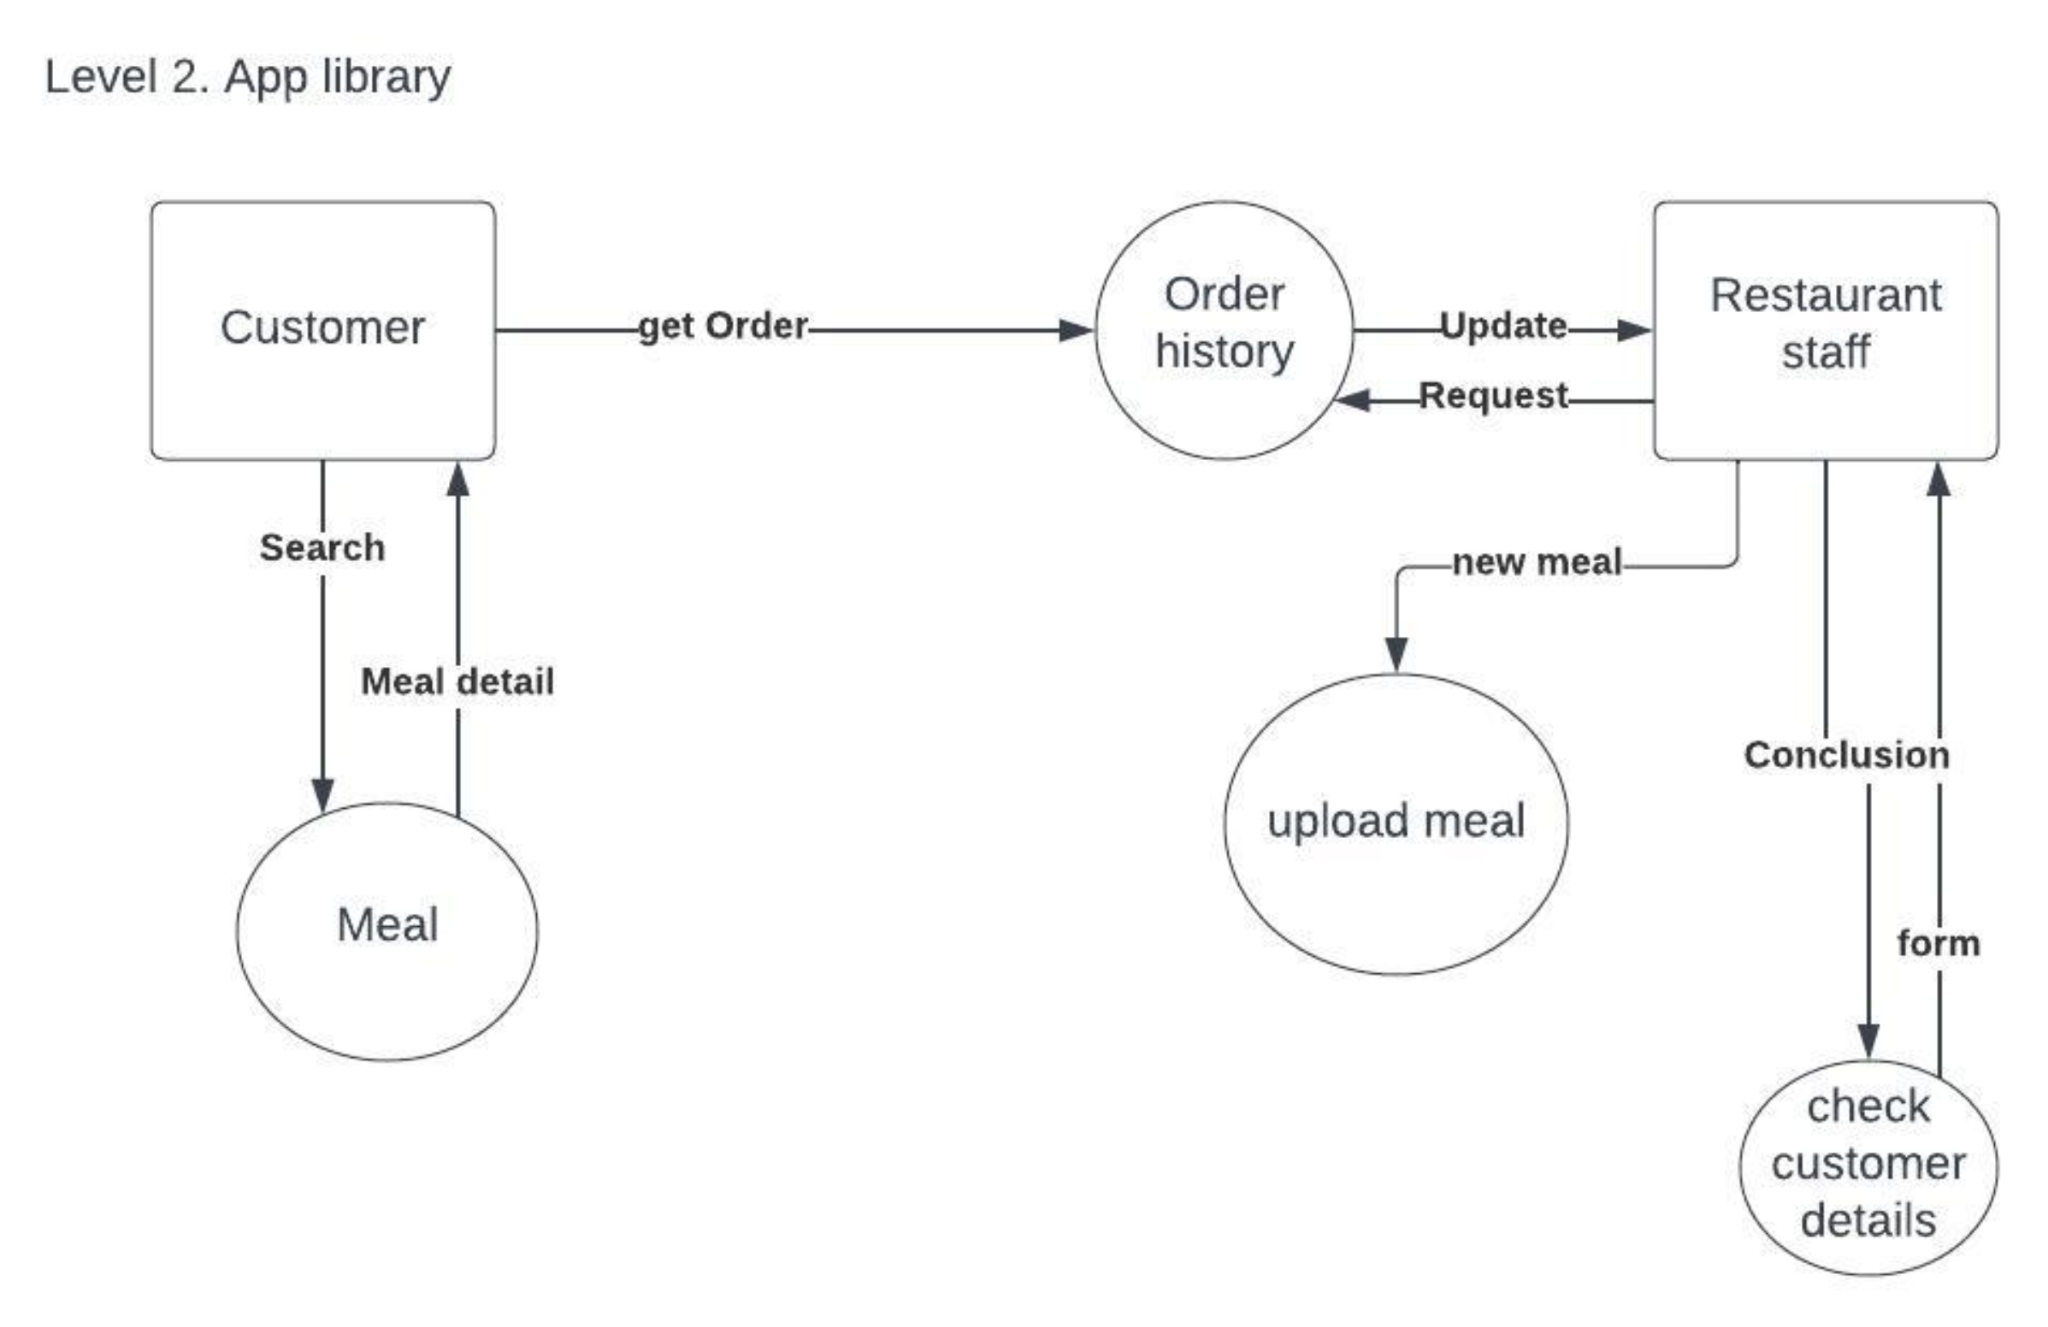 Level 2. App library
Customer
get Order
Order
history
Update
Request
Restaurant
staff
Search
Meal detail
Meal
new meal
upload meal
Conclusion
form
check
customer
details